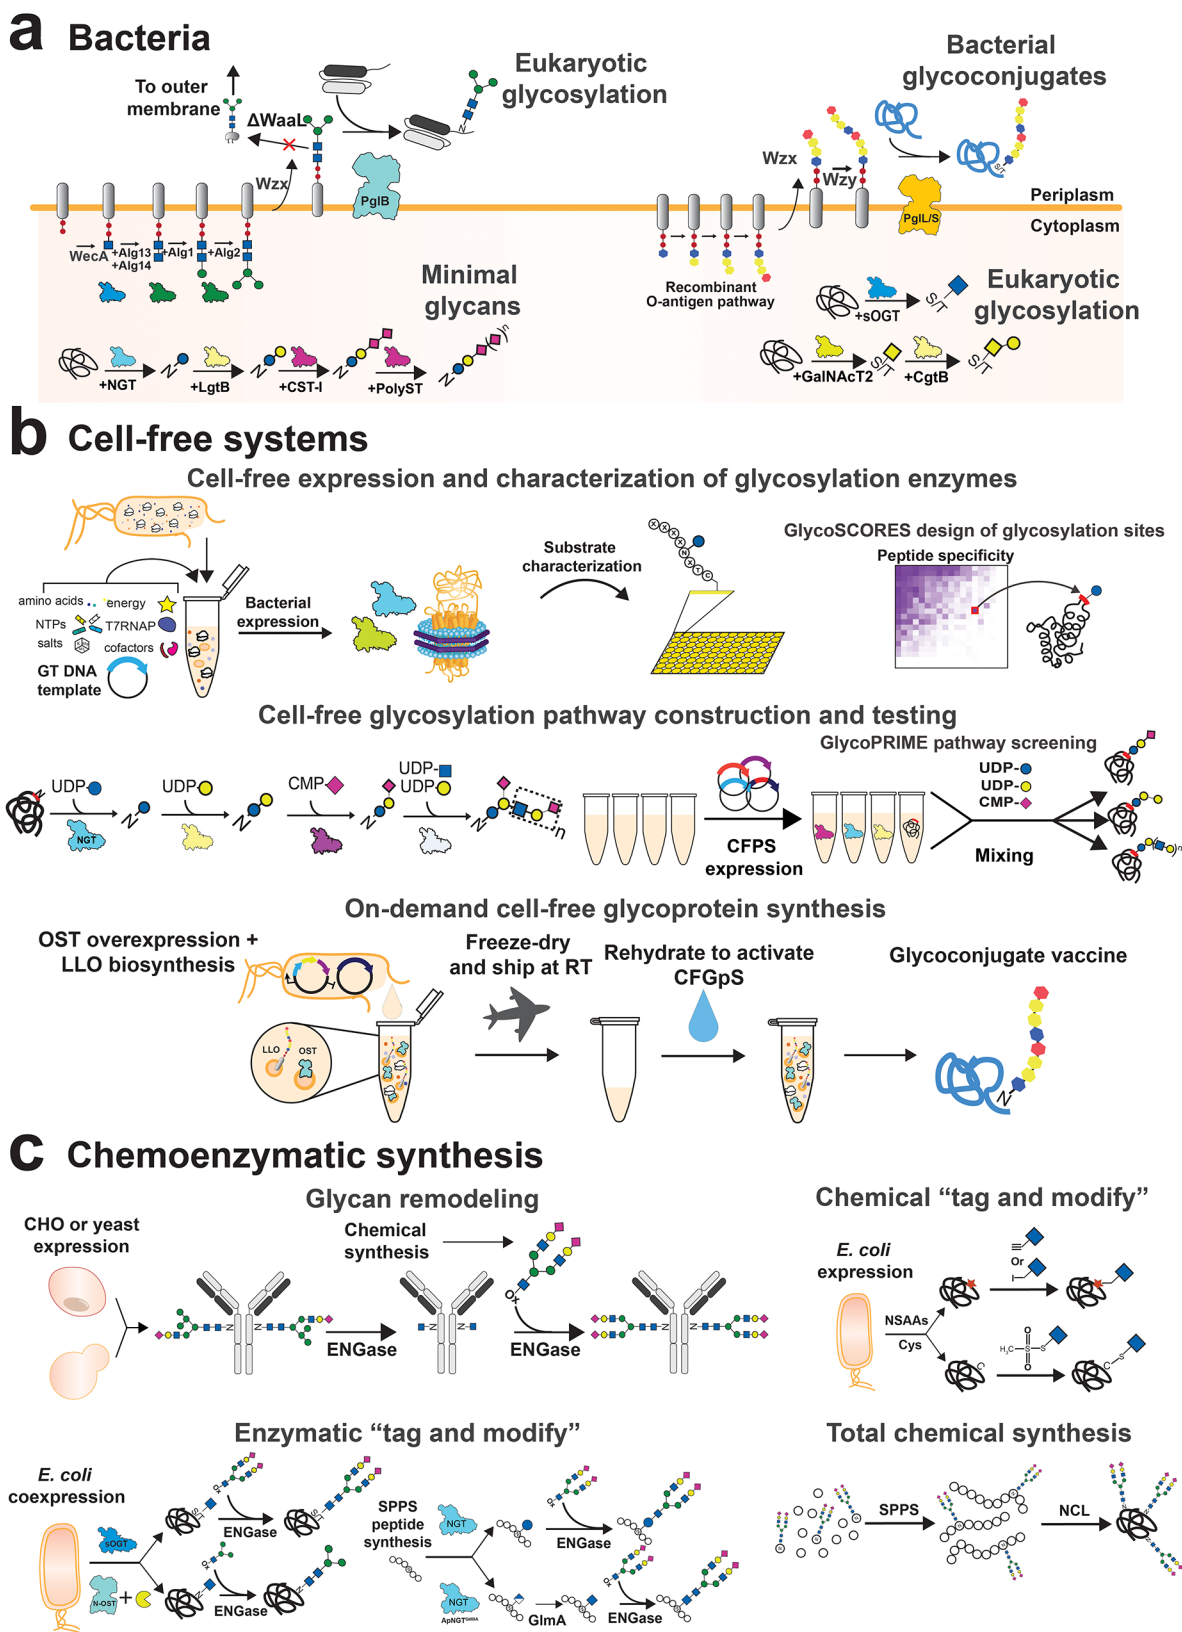 a Bacteria
To outer
membrane
ΔWaaL
Eukaryotic
glycosylation
N
Wzx
PglB
WecA
+Alg13
+Alg14
+Alg1
+Alg2
Minimal
glycans
+NGT
N
+LgtB
N
+CST-I
N
+PolyST
N
n
Bacterial
glycoconjugates
Wzx
Wzy
S/T
PglL/S
Periplasm
Cytoplasm
Recombinant
O-antigen pathway
+sOGT
S/T
Eukaryotic
glycosylation
+GalNAcT2
S/T
+CgtB
S/T
b Cell-free systems
Cell-free expression and characterization of glycosylation enzymes
amino acids
energy
NTPs
T7RNAP
salts
cofactors
GT DNA
template
Bacterial
expression
Substrate
characterization
X X X X X N X T C
GlycoSCORES design of glycosylation sites
Peptide specificity
Cell-free glycosylation pathway construction and testing
N
UDP-
NGT
N
UDP-
N
CMP-
N
UDP-
UDP-
N
n
CFPS
expression
GlycoPRIME pathway screening
UDP-
UDP-
CMP-
Mixing
n
On-demand cell-free glycoprotein synthesis
OST overexpression +
LLO biosynthesis
LLO
OST
Freeze-dry
and ship at RT
Rehydrate to activate
CFGpS
Glycoconjugate vaccine
N
c Chemoenzymatic synthesis
Glycan remodeling
CHO or yeast
expression
N N
ENGase
Chemical
synthesis
Ox
N N
ENGase
N N
Chemical “tag and modify”
E. coli
expression
NSAAs
Cys
Or
I
C
H₃C
S
O
O
S
C
S
Enzymatic “tag and modify”
E. coli
coexpression
sOGT
N-OST
+
S/T
Ox
ENGase
S/T
N
Ox
ENGase
N
SPPS
peptide
synthesis
NGT
Ox
ENGase
NGT
ApNGTQ469A
GlmA
Ox
ENGase
Total chemical synthesis
SPPS
NCL